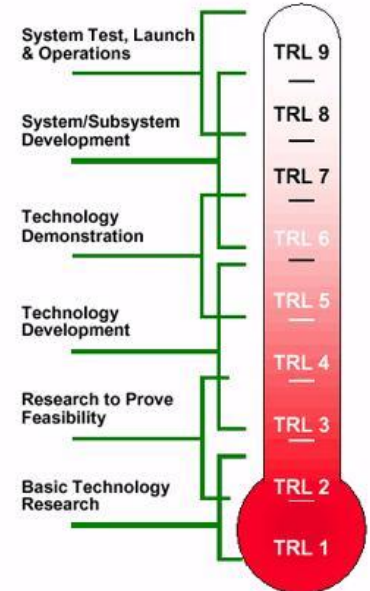 System Test, Launch
& Operations
System/Subsystem
Development
Technology
Demonstration
Technology
Development
Research to Prove
Feasibility
Basic Technology
Research
TRL 9
TRL 8
TRL 7
TRL 6
TRL 5
TRL 4
TRL 3
TRL 2
TRL 1